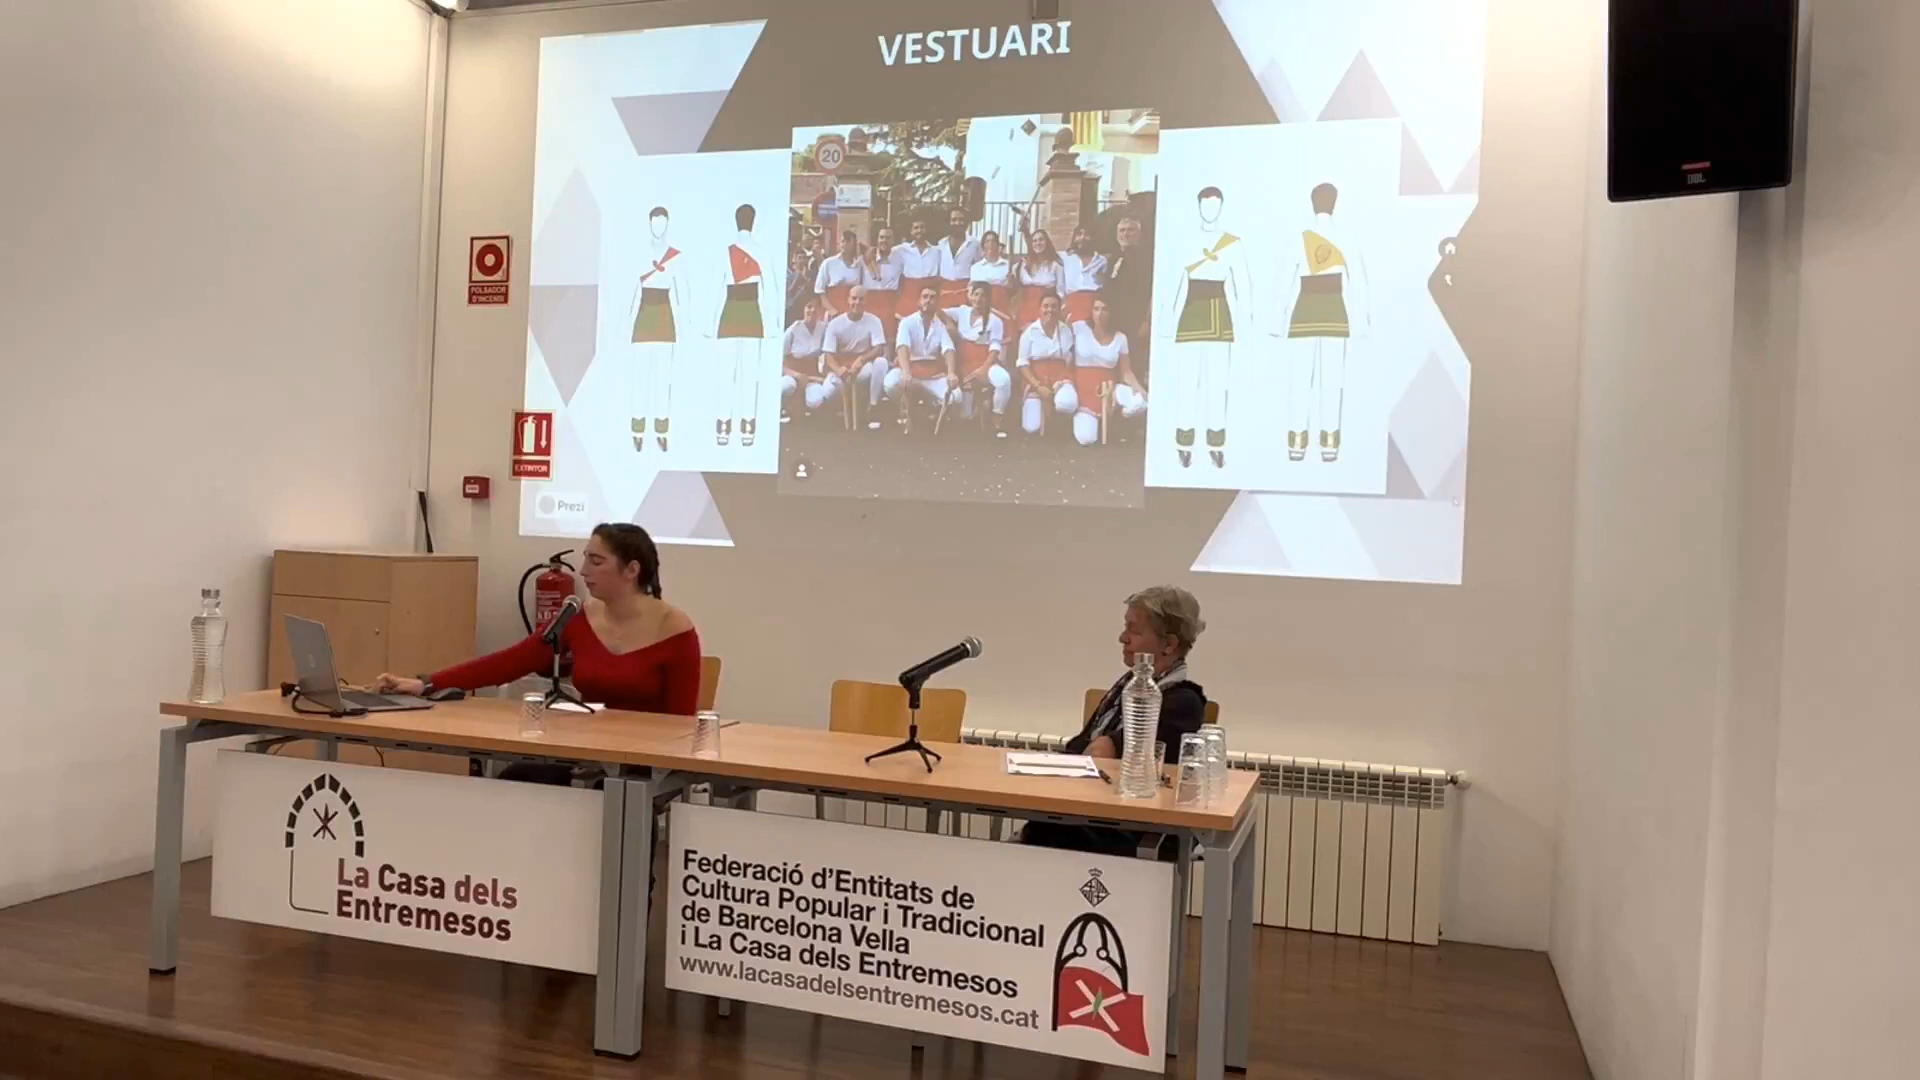 VESTUARI
20
POLSADOR
D'INCENDI
EXTINTOR
Prezi
JBL
La Casa dels
Entremesos
Federació d'Entitats de
Cultura Popular i Tradicional
de Barcelona Vella
i La Casa dels Entremesos
www.lacasadelsentremesos.cat